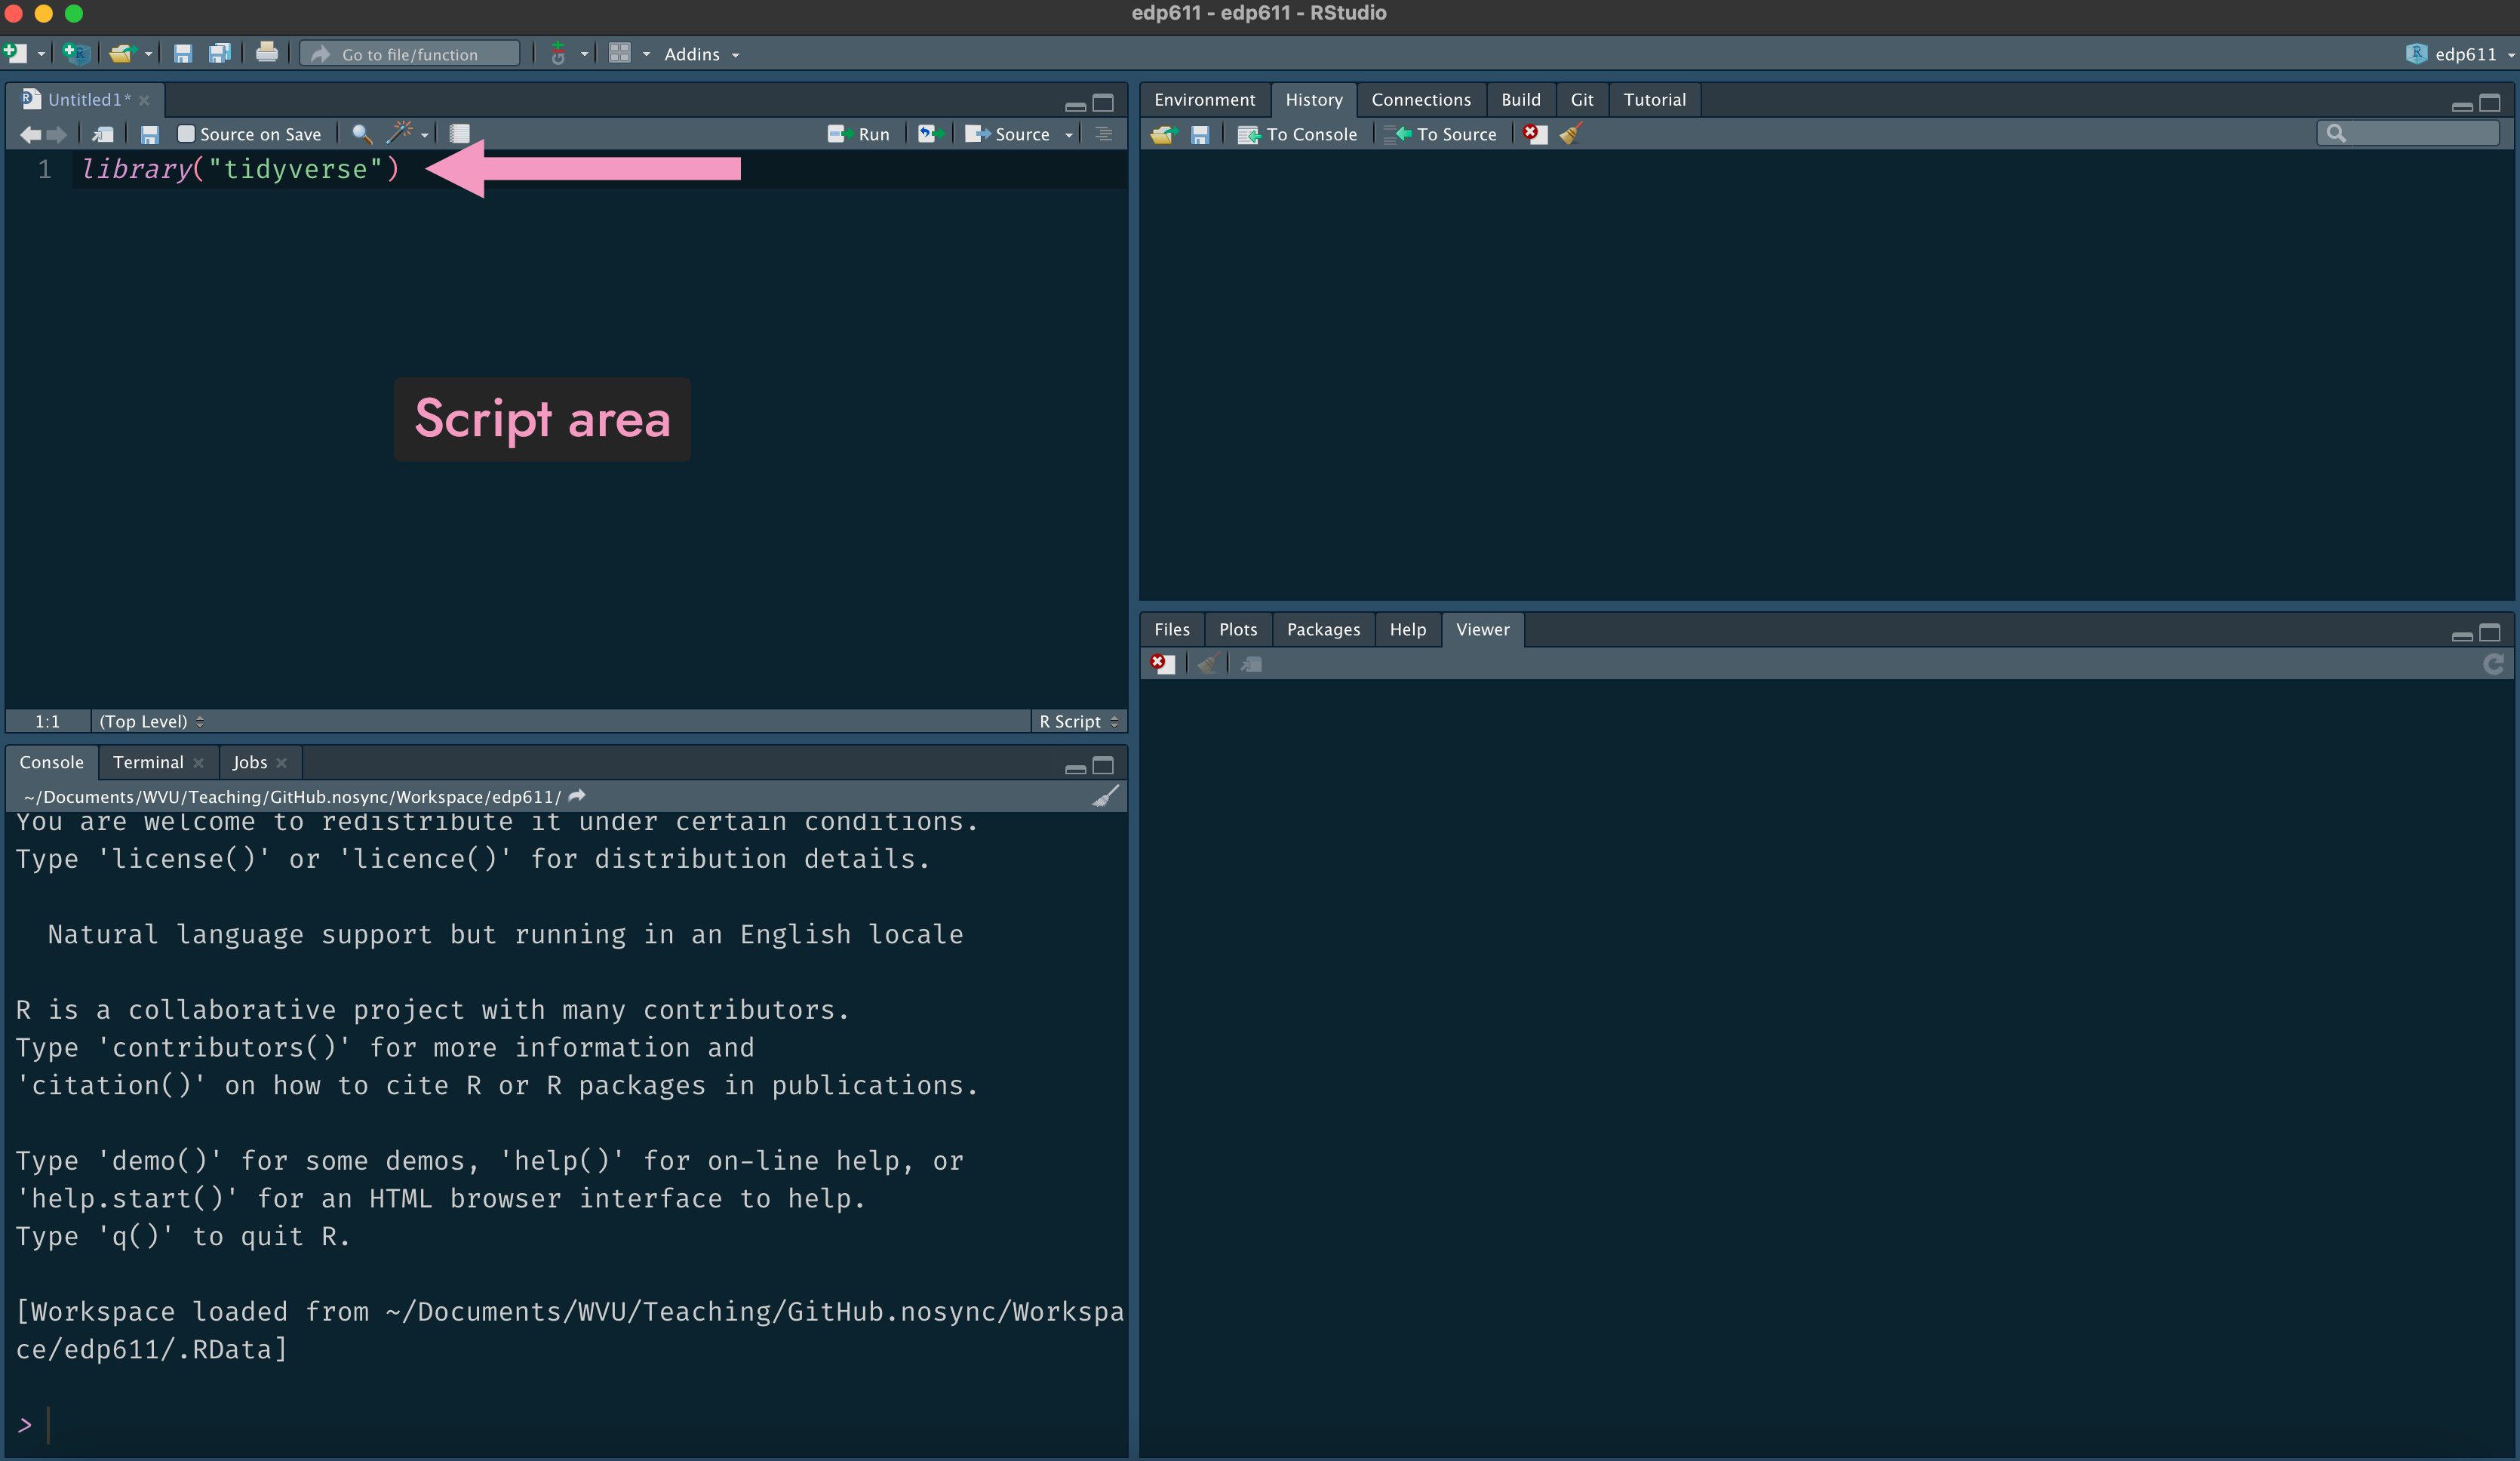 edp611 - edp611 - RStudio
Go to file/function
Addins
edp611
Untitled1*
Source on Save
Run
Source
1 library("tidyverse")
Script area
1:1 (Top Level) R Script
Console Terminal Jobs
~/Documents/WVU/Teaching/GitHub.nosync/Workspace/edp611/
You are welcome to redistribute it under certain conditions.
Type 'license()' or 'licence()' for distribution details.
Natural language support but running in an English locale
R is a collaborative project with many contributors.
Type 'contributors()' for more information and
'citation()' on how to cite R or R packages in publications.
Type 'demo()' for some demos, 'help()' for on-line help, or
'help.start()' for an HTML browser interface to help.
Type 'q()' to quit R.
[Workspace loaded from ~/Documents/WVU/Teaching/GitHub.nosync/Workspa
ce/edp611/.RData]
>
Environment History Connections Build Git Tutorial
To Console To Source
Files Plots Packages Help Viewer